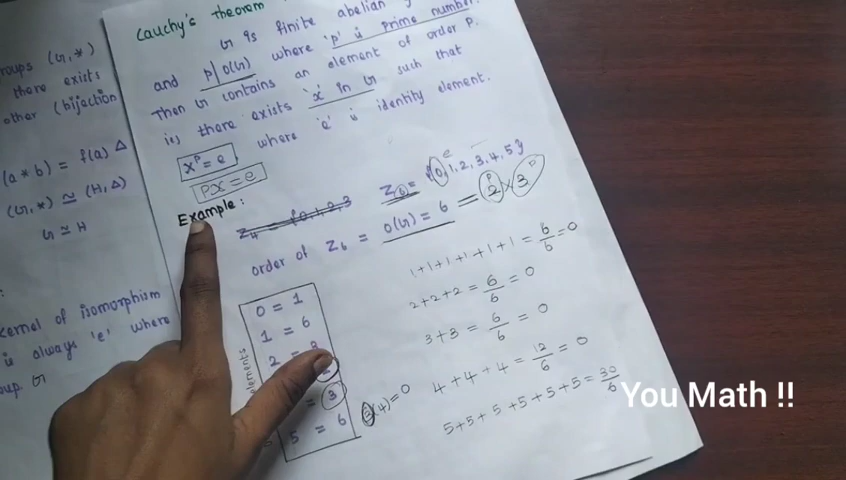 Cauchy's theorem
G is finite abelian
and p|O(G) where 'p' is prime number.
Then G contains an element of order p.
ies there exists 'x' in G such that
x^p = e where 'e' is identity element.
px = e
Example:
Z4 = {0,1,2,3
Z6 = {0,1,2,3,4,5}
e
order of Z6 = O(G) = 6 = 2 × 3
p p
1+1+1+1+1+1 = 6/6 = 0
2+2+2 = 6/6 = 0
3+3 = 6/6 = 0
4+4+4 = 12/6 = 0
5+5+5+5+5+5 = 30/6
elements
0 = 1
1 = 6
2 =
= 3
5 = 6
(4) = 0
roups (G,*)
there exists
other (bijection
(a * b) = f(a) Δ
(G,*) ≅ (H,Δ)
G ≅ H
kernel of isomorphism
is always 'e' where
oup G
You Math !!